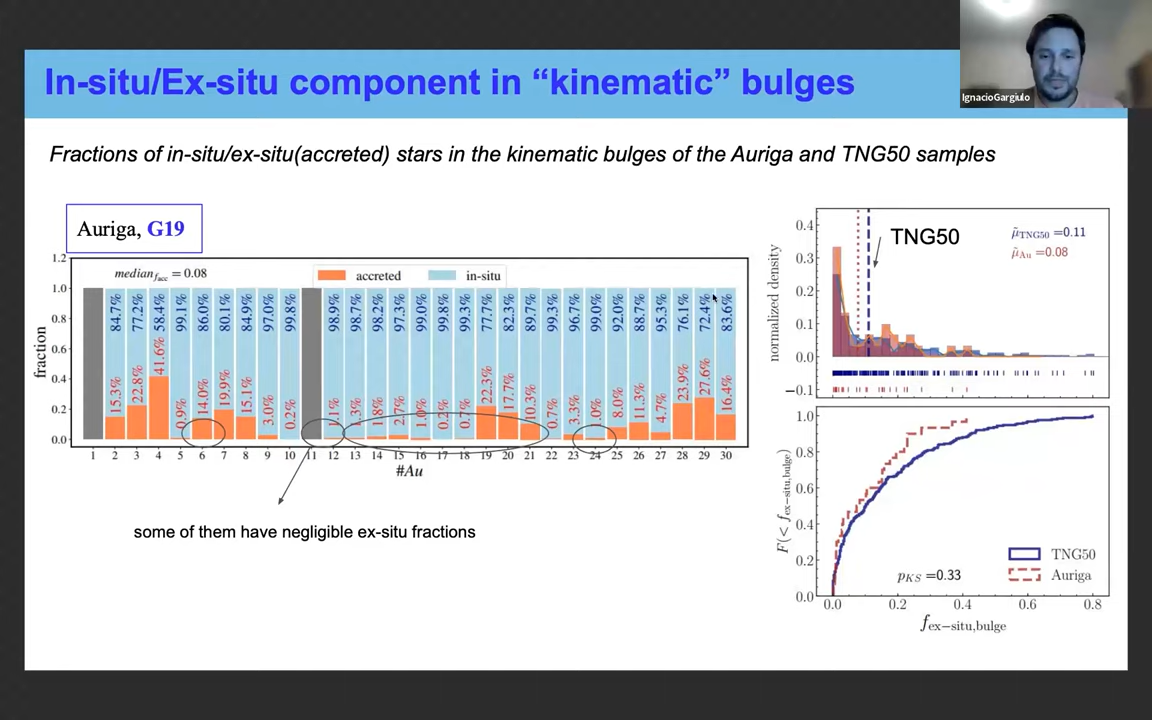 In-situ/Ex-situ component in “kinematic” bulges
IgnacioGargiulo
Fractions of in-situ/ex-situ(accreted) stars in the kinematic bulges of the Auriga and TNG50 samples
Auriga, G19
median_facc = 0.08
accreted
in-situ
fraction
1.2
1.0
0.8
0.6
0.4
0.2
0.0
84.7% 77.2% 58.4% 99.1% 86.0% 80.1% 84.9% 97.0% 99.8% 98.9% 98.7% 98.2% 97.3% 99.0% 99.8% 99.3% 77.7% 82.3% 89.7% 99.3% 96.7% 99.0% 92.0% 88.7% 95.3% 76.1% 72.4% 83.6%
15.3% 22.8% 41.6% 0.9% 14.0% 19.9% 15.1% 3.0% 0.2% 1.1% 1.3% 1.8% 2.7% 1.0% 0.2% 0.7% 22.3% 17.7% 10.3% 0.7% 3.3% 1.0% 8.0% 11.3% 4.7% 23.9% 27.6% 16.4%
1 2 3 4 5 6 7 8 9 10 11 12 13 14 15 16 17 18 19 20 21 22 23 24 25 26 27 28 29 30
#Au
some of them have negligible ex-situ fractions
normalized density
0.4
0.3
0.2
0.1
0.0
−0.1
TNG50
μ̃TNG50 =0.11
μ̃Au =0.08
F(< fex−situ,bulge)
1.0
0.8
0.6
0.4
0.2
0.0
pKS =0.33
TNG50
Auriga
0.0 0.2 0.4 0.6 0.8
fex−situ,bulge